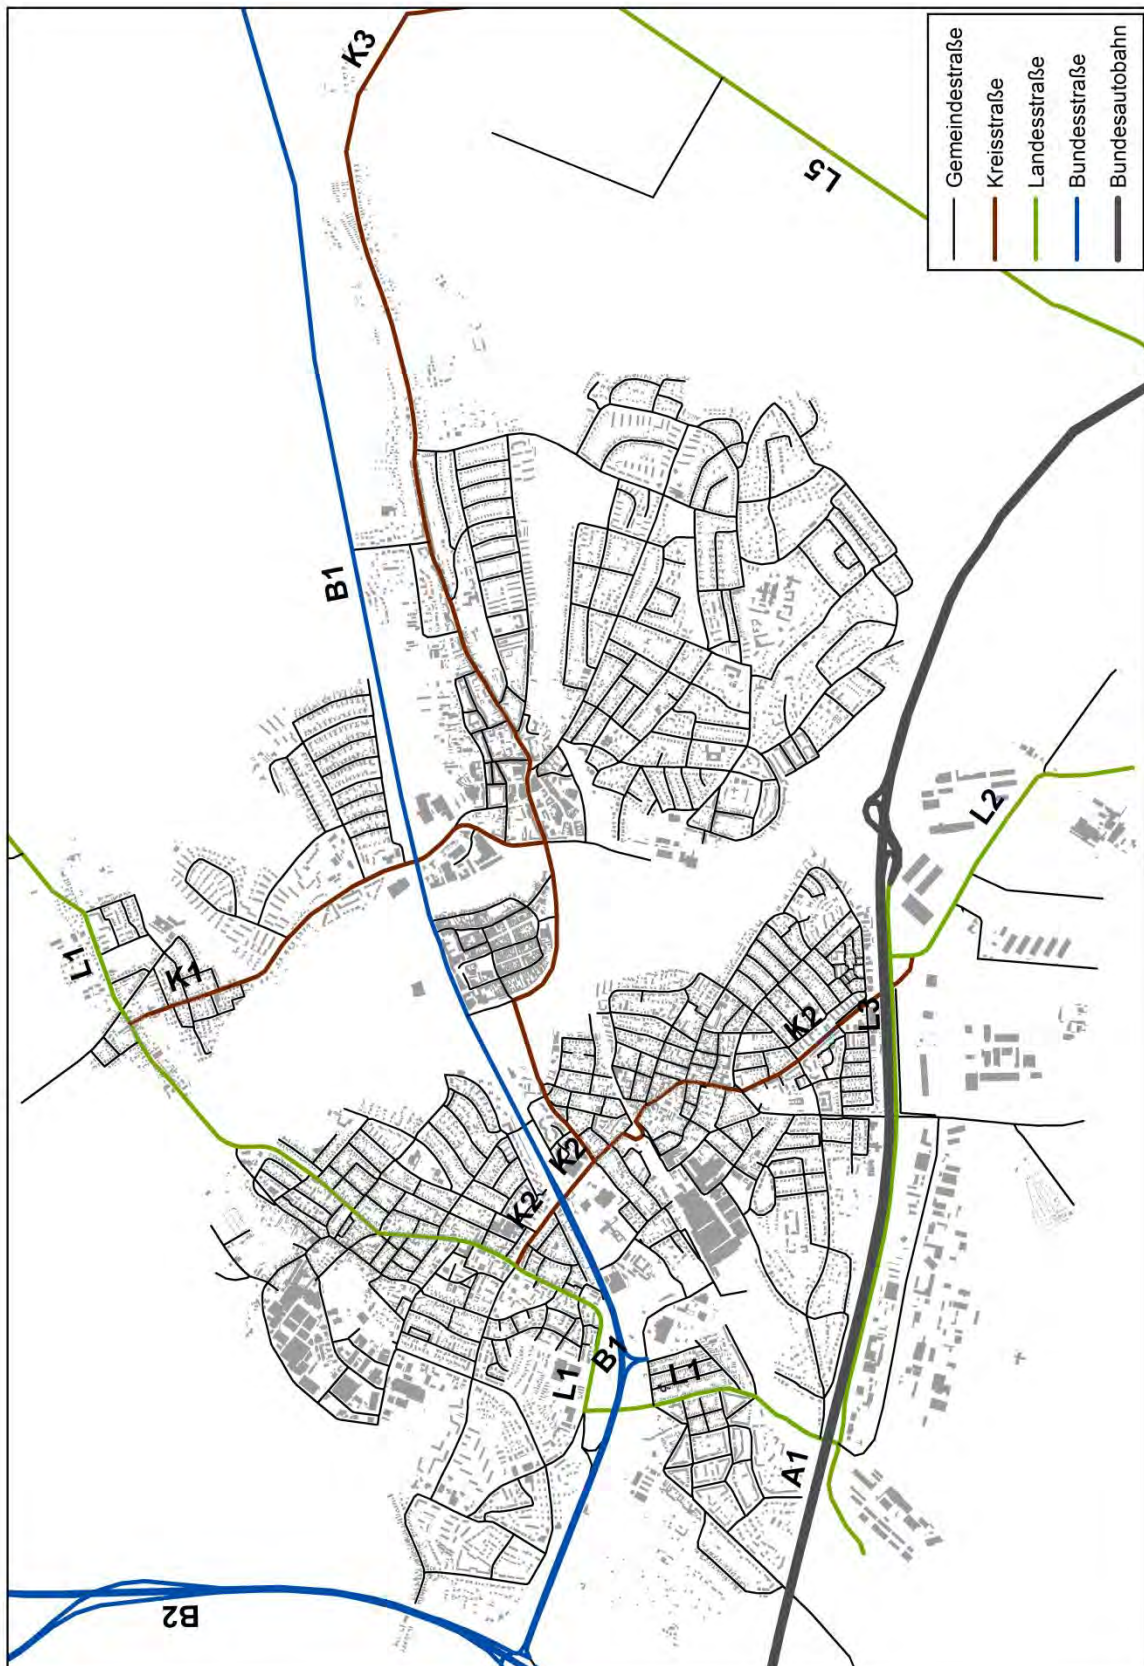 K3
B1
L5
L1
K1
B1
K2
L3
L2
K2
K2
L1
B1
L1
A1
B2
Gemeindestraße
Kreisstraße
Landesstraße
Bundesstraße
Bundesautobahn